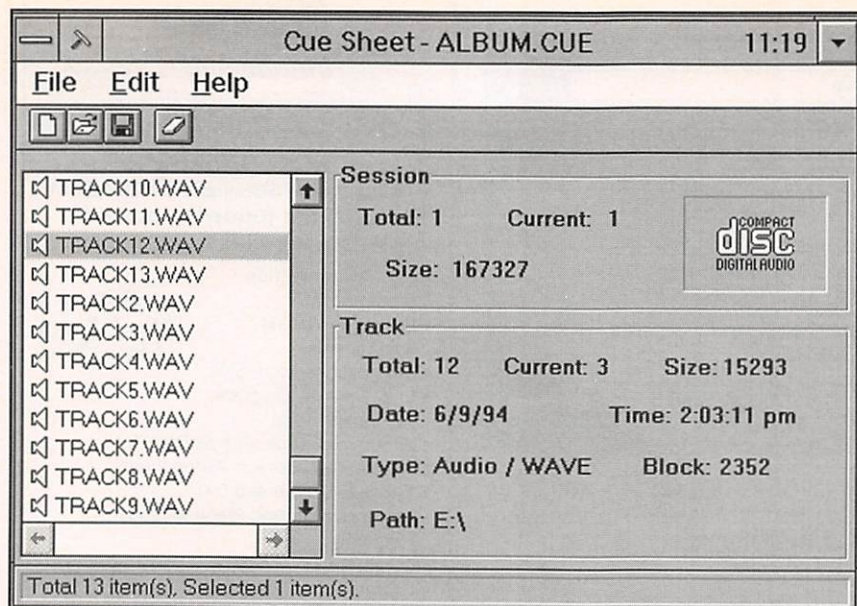 Cue Sheet - ALBUM.CUE 11:19
File Edit Help
TRACK10.WAV
TRACK11.WAV
TRACK12.WAV
TRACK13.WAV
TRACK2.WAV
TRACK3.WAV
TRACK4.WAV
TRACK5.WAV
TRACK6.WAV
TRACK7.WAV
TRACK8.WAV
TRACK9.WAV
Session
Total: 1 Current: 1
Size: 167327
COMPACT
disc
DIGITAL AUDIO
Track
Total: 12 Current: 3 Size: 15293
Date: 6/9/94 Time: 2:03:11 pm
Type: Audio / WAVE Block: 2352
Path: E:\
Total 13 item(s), Selected 1 item(s).